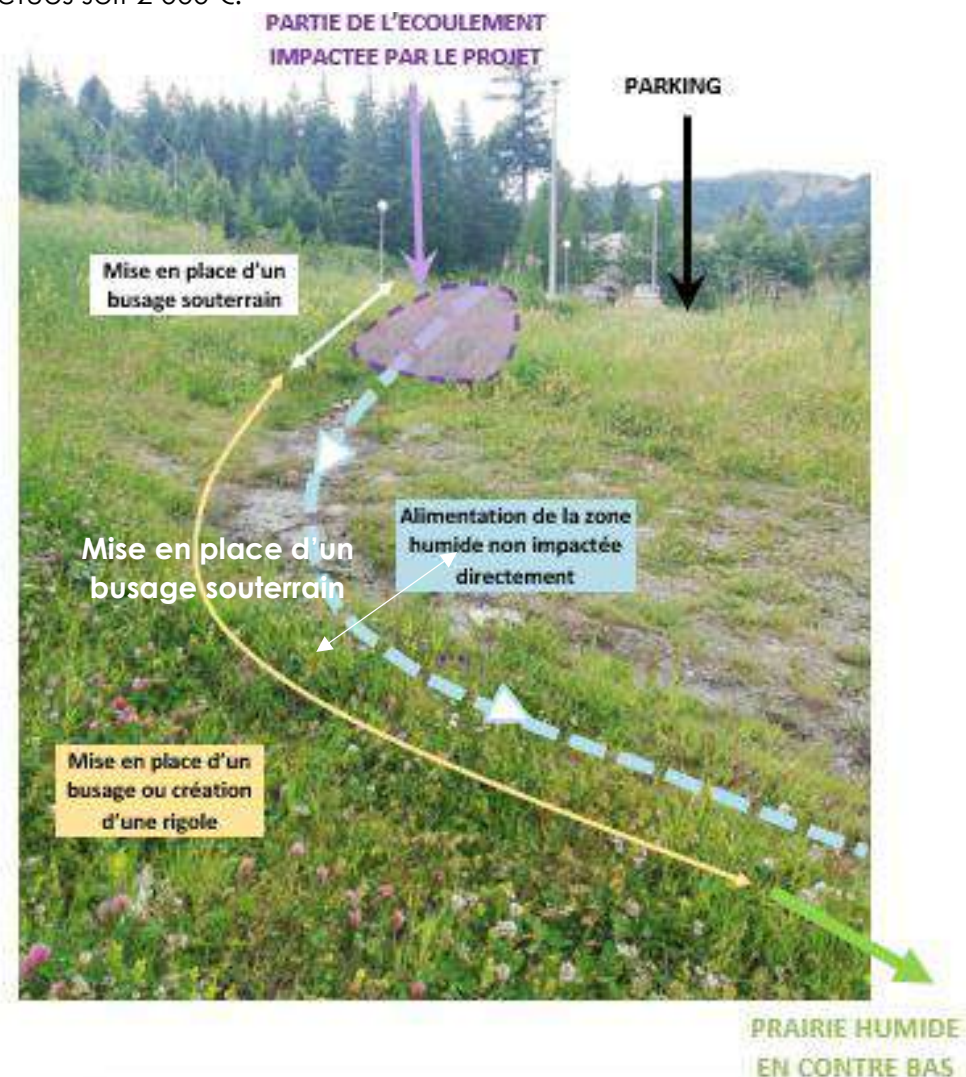 PARTIE DE L'ECOULEMENT
IMPACTEE PAR LE PROJET
PARKING
Mise en place d'un
busage souterrain
Alimentation de la zone
humide non impactée
directement
Mise en place d'un
busage souterrain
Mise en place d'un
busage ou création
d'une rigole
PRAIRIE HUMIDE
EN CONTRE BAS